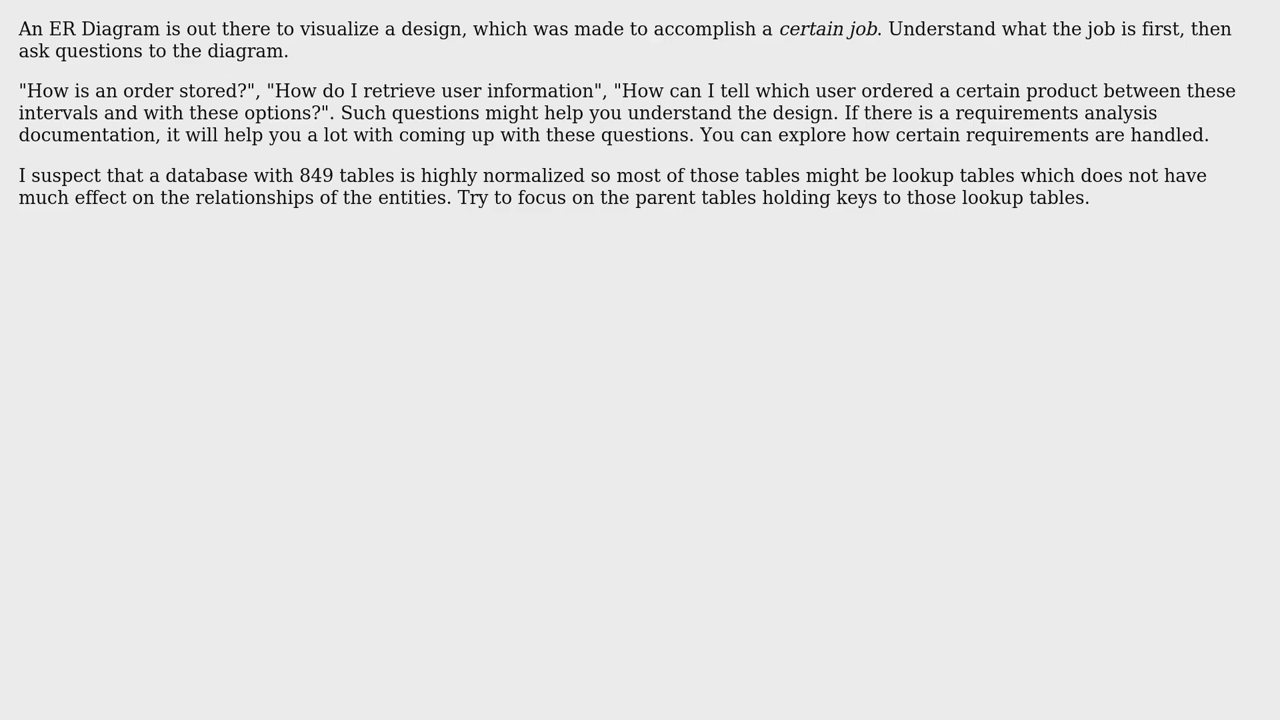 An ER Diagram is out there to visualize a design, which was made to accomplish a certain job. Understand what the job is first, then
ask questions to the diagram.
"How is an order stored?", "How do I retrieve user information", "How can I tell which user ordered a certain product between these
intervals and with these options?". Such questions might help you understand the design. If there is a requirements analysis
documentation, it will help you a lot with coming up with these questions. You can explore how certain requirements are handled.
I suspect that a database with 849 tables is highly normalized so most of those tables might be lookup tables which does not have
much effect on the relationships of the entities. Try to focus on the parent tables holding keys to those lookup tables.